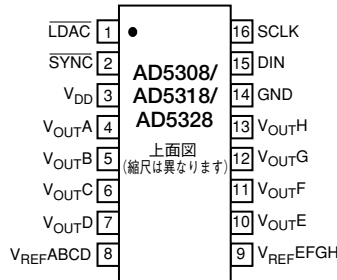 LDAC 1
SYNC 2
VDD 3
VOUTA 4
VOUTB 5
VOUTC 6
VOUTD 7
VREFABCD 8
AD5308/
AD5318/
AD5328
上面図
(縮尺は異なります)
16 SCLK
15 DIN
14 GND
13 VOUTH
12 VOUTG
11 VOUTF
10 VOUTE
9 VREFEFGH